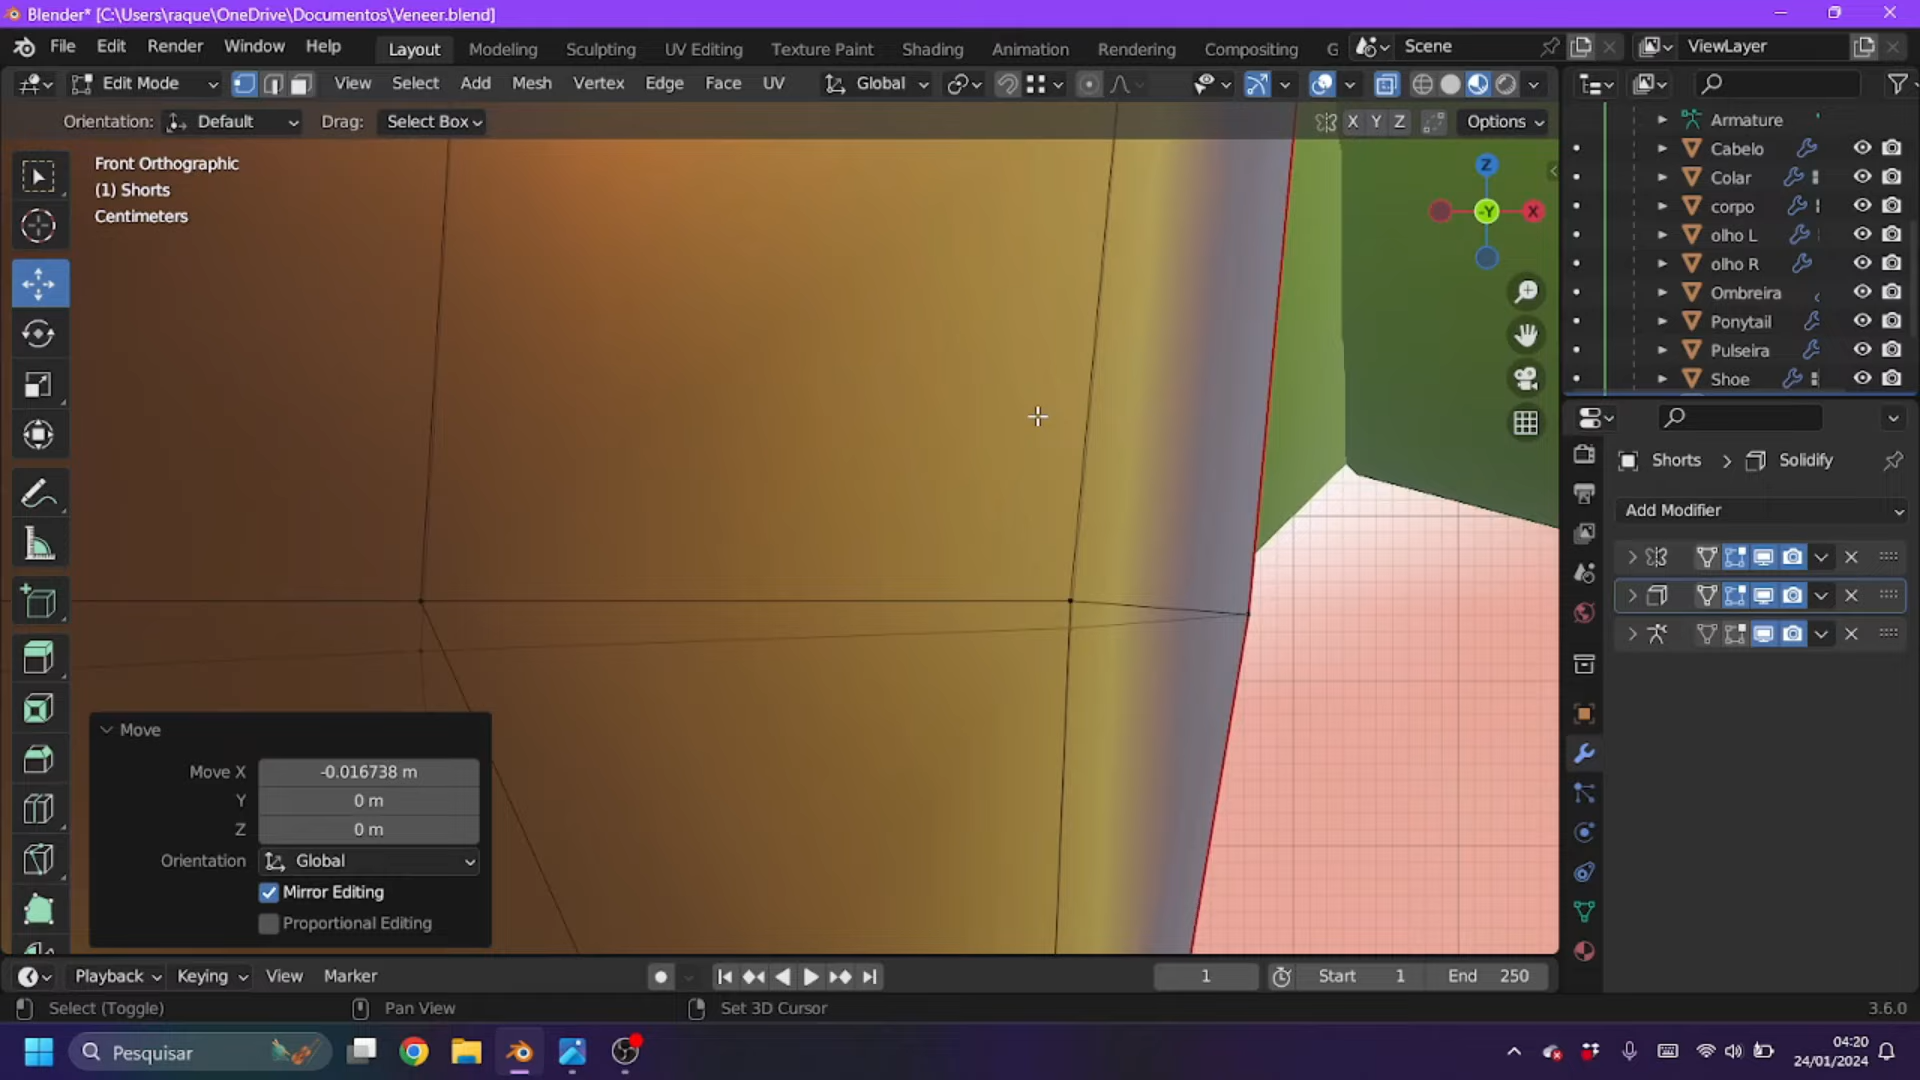 Blender* [C:\Users\raque\OneDrive\Documentos\Veneer.blend]
File Edit Render Window Help Layout Modeling Sculpting UV Editing Texture Paint Shading Animation Rendering Compositing G Scene ViewLayer
Edit Mode View Select Add Mesh Vertex Edge Face UV Global
Orientation: Default Drag: Select Box X Y Z Options
Front Orthographic
(1) Shorts
Centimeters
Z
-Y X
Armature
Cabelo
Colar
corpo
olho L
olho R
Ombreira
Ponytail
Pulseira
Shoe
Shorts > Solidify
Add Modifier
Move
Move X -0.016738 m
Y 0 m
Z 0 m
Orientation Global
Mirror Editing
Proportional Editing
Playback Keying View Marker 1 Start 1 End 250
Select (Toggle) Pan View Set 3D Cursor 3.6.0
Pesquisar 04:20
24/01/2024